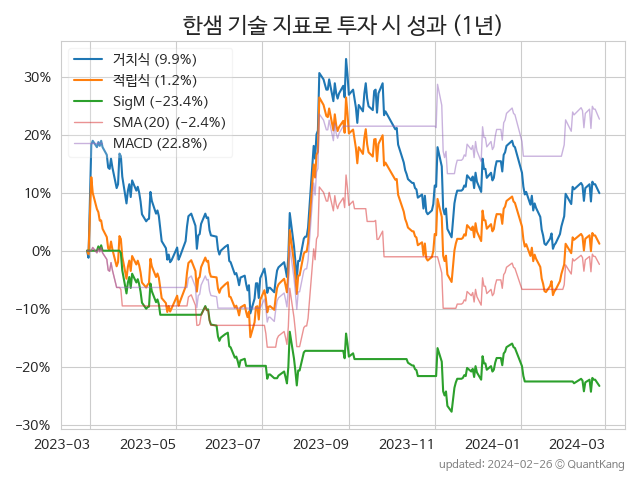 한샘 기술 지표로 투자 시 성과 (1년)
거치식 (9.9%)
적립식 (1.2%)
SigM (−23.4%)
SMA(20) (−2.4%)
MACD (22.8%)
30%
20%
10%
0%
−10%
−20%
−30%
2023−03
2023−05
2023−07
2023−09
2023−11
2024−01
2024−03
updated: 2024−02−26 ⓒ QuantKang